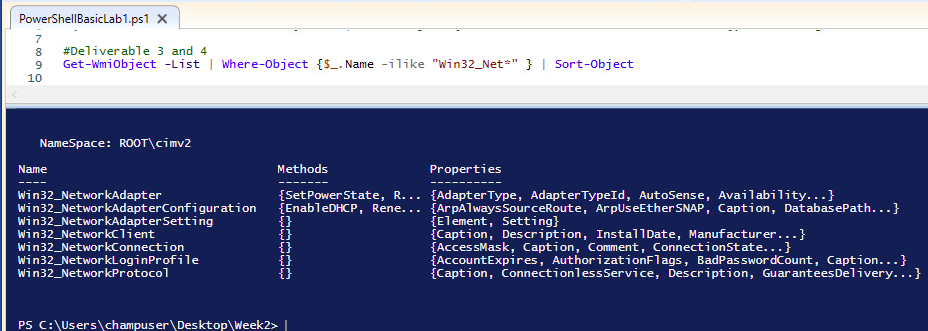 PowerShellBasicLab1.ps1 X
7
8 #Deliverable 3 and 4
9 Get-WmiObject -List | Where-Object {$_.Name -ilike "Win32_Net*" } | Sort-Object
10
NameSpace: ROOT\cimv2
Name Methods Properties
---- ------- ----------
Win32_NetworkAdapter {SetPowerState, R... {AdapterType, AdapterTypeId, AutoSense, Availability...}
Win32_NetworkAdapterConfiguration {EnableDHCP, Rene... {ArpAlwaysSourceRoute, ArpUseEtherSNAP, Caption, DatabasePath...}
Win32_NetworkAdapterSetting {} {Element, Setting}
Win32_NetworkClient {} {Caption, Description, InstallDate, Manufacturer...}
Win32_NetworkConnection {} {AccessMask, Caption, Comment, ConnectionState...}
Win32_NetworkLoginProfile {} {AccountExpires, AuthorizationFlags, BadPasswordCount, Caption...}
Win32_NetworkProtocol {} {Caption, ConnectionlessService, Description, GuaranteesDelivery...}
PS C:\Users\champuser\Desktop\Week2>